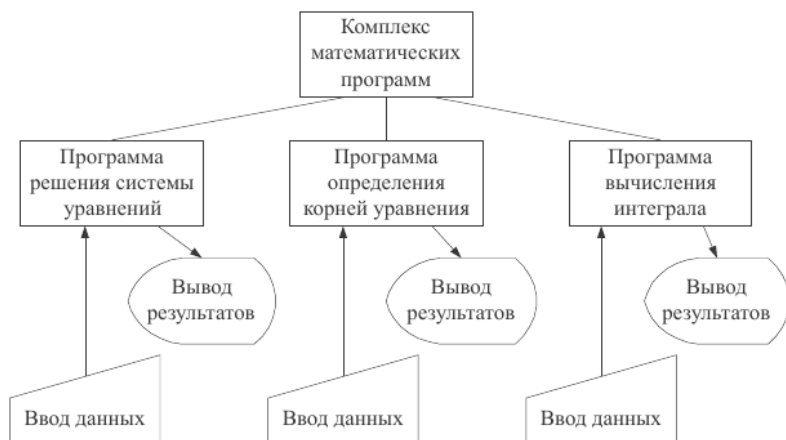 Комплекс
математических
программ
Программа
решения системы
уравнений
Программа
определения
корней уравнения
Программа
вычисления
интеграла
Вывод
результатов
Вывод
результатов
Вывод
результатов
Ввод данных
Ввод данных
Ввод данных